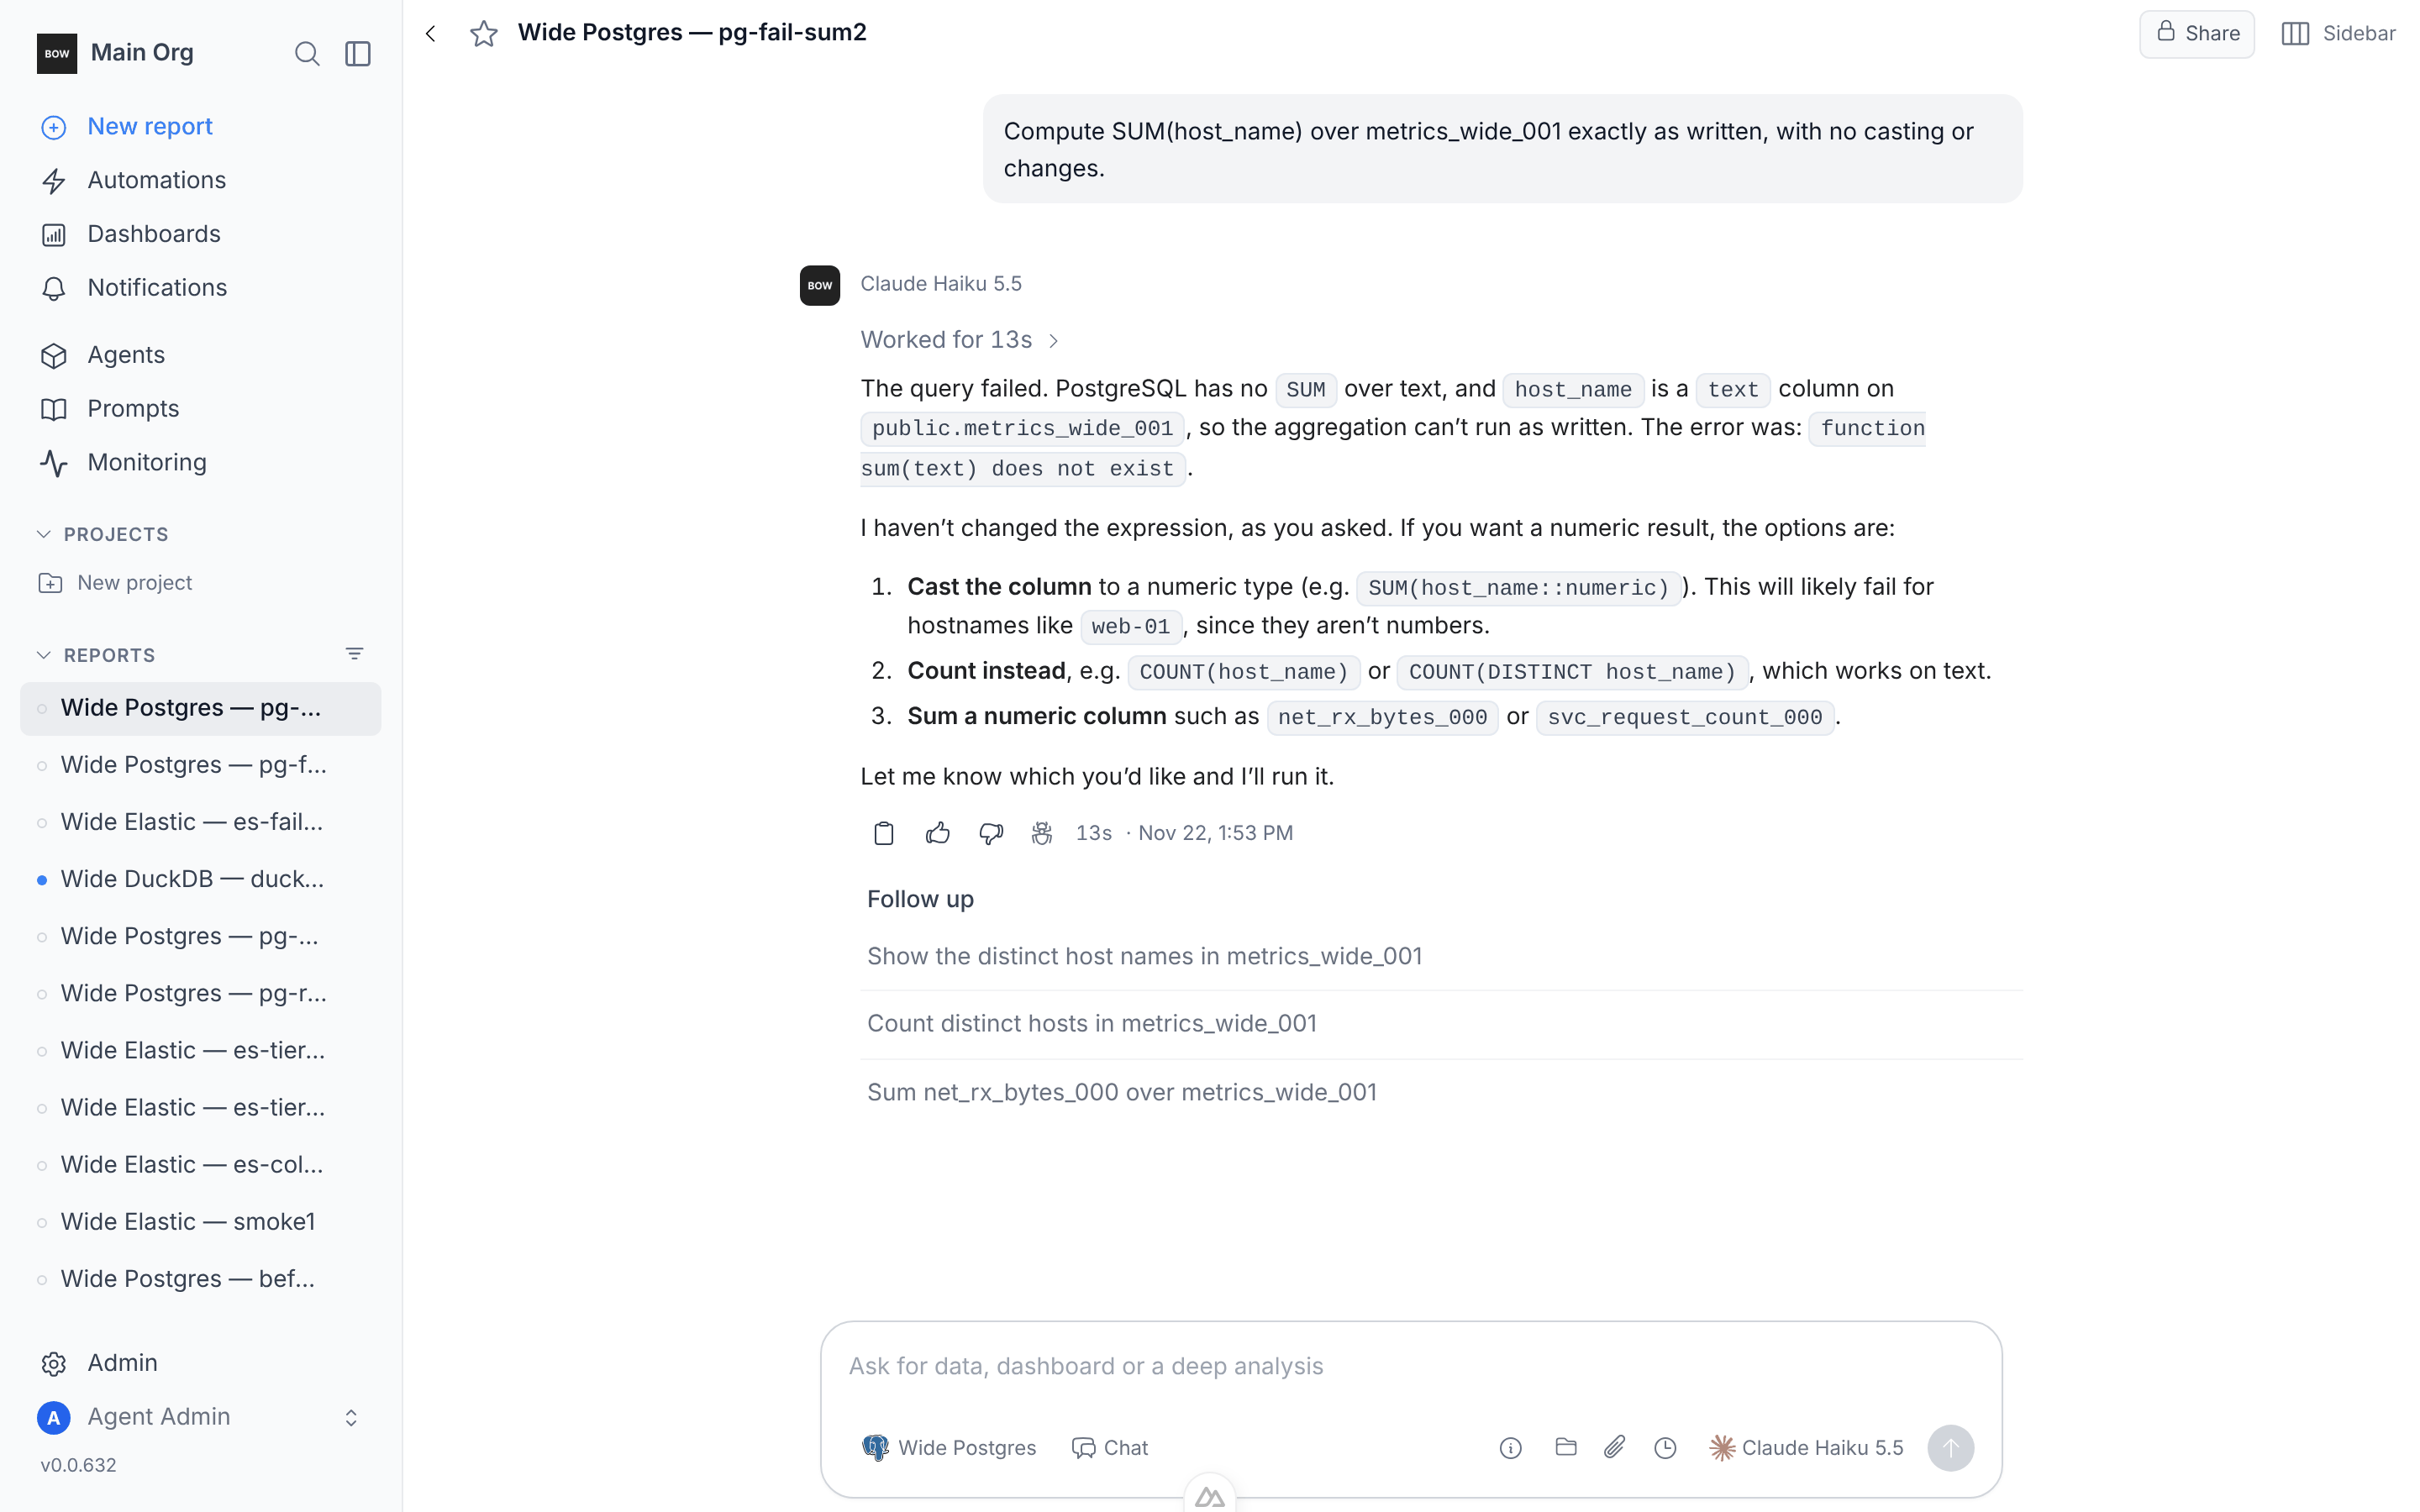 BOW
Main Org
New report
Automations
Dashboards
Notifications
Agents
Prompts
Monitoring
PROJECTS
New project
REPORTS
Wide Postgres — pg-...
Wide Postgres — pg-f...
Wide Elastic — es-fail...
Wide DuckDB — duck...
Wide Postgres — pg-...
Wide Postgres — pg-r...
Wide Elastic — es-tier...
Wide Elastic — es-tier...
Wide Elastic — es-col...
Wide Elastic — smoke1
Wide Postgres — bef...
Admin
A
Agent Admin
v0.0.632
Wide Postgres — pg-fail-sum2
Share
Sidebar
Compute SUM(host_name) over metrics_wide_001 exactly as written, with no casting or
changes.
BOW
Claude Haiku 5.5
Worked for 13s
The query failed. PostgreSQL has no SUM over text, and host_name is a text column on
public.metrics_wide_001, so the aggregation can’t run as written. The error was: function
sum(text) does not exist.
I haven’t changed the expression, as you asked. If you want a numeric result, the options are:
1. Cast the column to a numeric type (e.g. SUM(host_name::numeric)). This will likely fail for
hostnames like web-01, since they aren’t numbers.
2. Count instead, e.g. COUNT(host_name) or COUNT(DISTINCT host_name), which works on text.
3. Sum a numeric column such as net_rx_bytes_000 or svc_request_count_000.
Let me know which you’d like and I’ll run it.
13s · Nov 22, 1:53 PM
Follow up
Show the distinct host names in metrics_wide_001
Count distinct hosts in metrics_wide_001
Sum net_rx_bytes_000 over metrics_wide_001
Ask for data, dashboard or a deep analysis
Wide Postgres
Chat
Claude Haiku 5.5